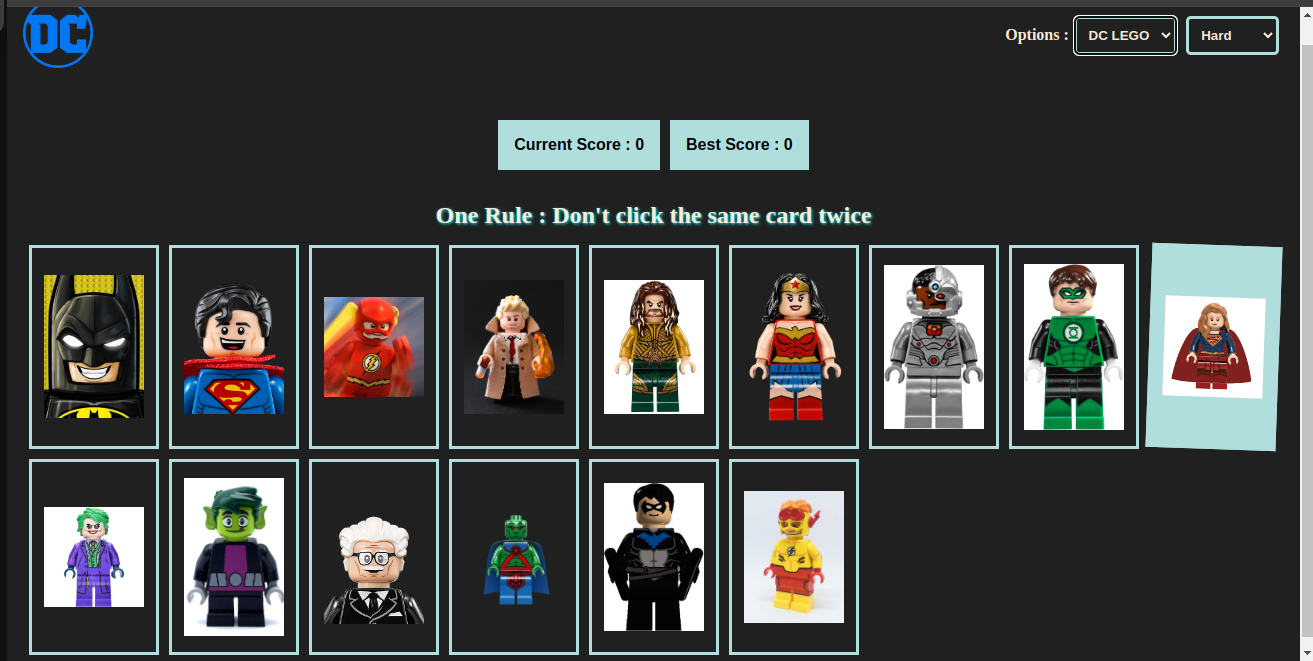 DC
Options :
DC LEGO
Hard
Current Score : 0
Best Score : 0
One Rule : Don't click the same card twice